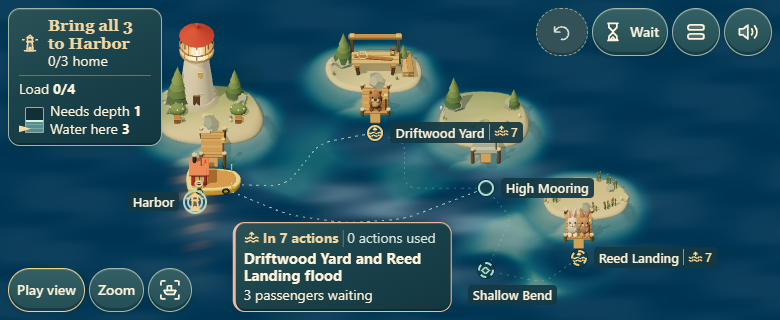 Bring all 3
to Harbor
0/3 home
Load 0/4
Needs depth 1
Water here 3
Wait
Driftwood Yard 7
High Mooring
Harbor
Reed Landing 7
Shallow Bend
In 7 actions 0 actions used
Driftwood Yard and Reed
Landing flood
3 passengers waiting
Play view
Zoom